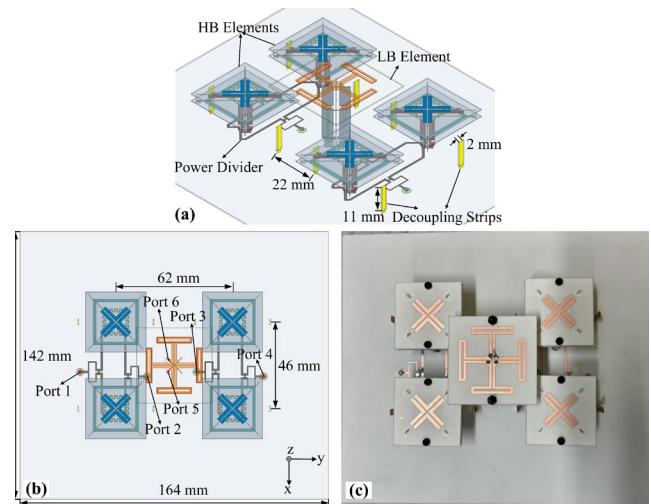 HB Elements
LB Element
Power Divider
22 mm
2 mm
11 mm
Decoupling Strips
(a)
62 mm
Port 6
Port 3
Port 4
142 mm
46 mm
Port 1
Port 5
Port 2
z
y
x
(b)
164 mm
(c)